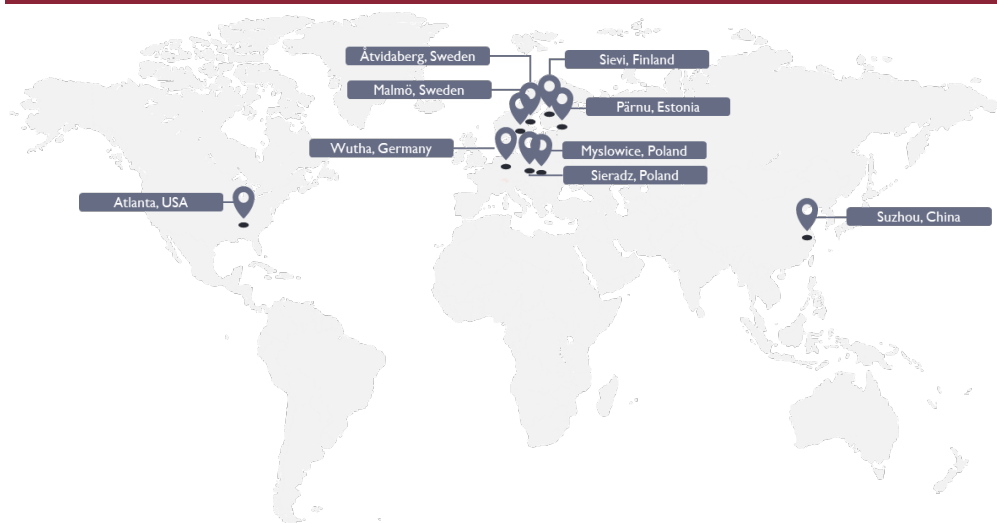 Åtvidaberg, Sweden
Sievi, Finland
Malmö, Sweden
Pärnu, Estonia
Wutha, Germany
Myslowice, Poland
Sieradz, Poland
Atlanta, USA
Suzhou, China